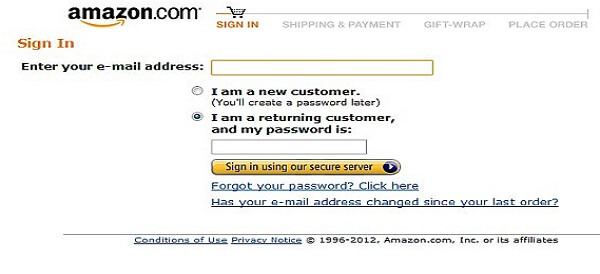 amazon.com
SIGN IN SHIPPING & PAYMENT GIFT-WRAP PLACE ORDER
Sign In
Enter your e-mail address:
I am a new customer.
(You'll create a password later)
I am a returning customer,
and my password is:
Sign in using our secure server
Forgot your password? Click here
Has your e-mail address changed since your last order?
Conditions of Use Privacy Notice © 1996-2012, Amazon.com, Inc. or its affiliates